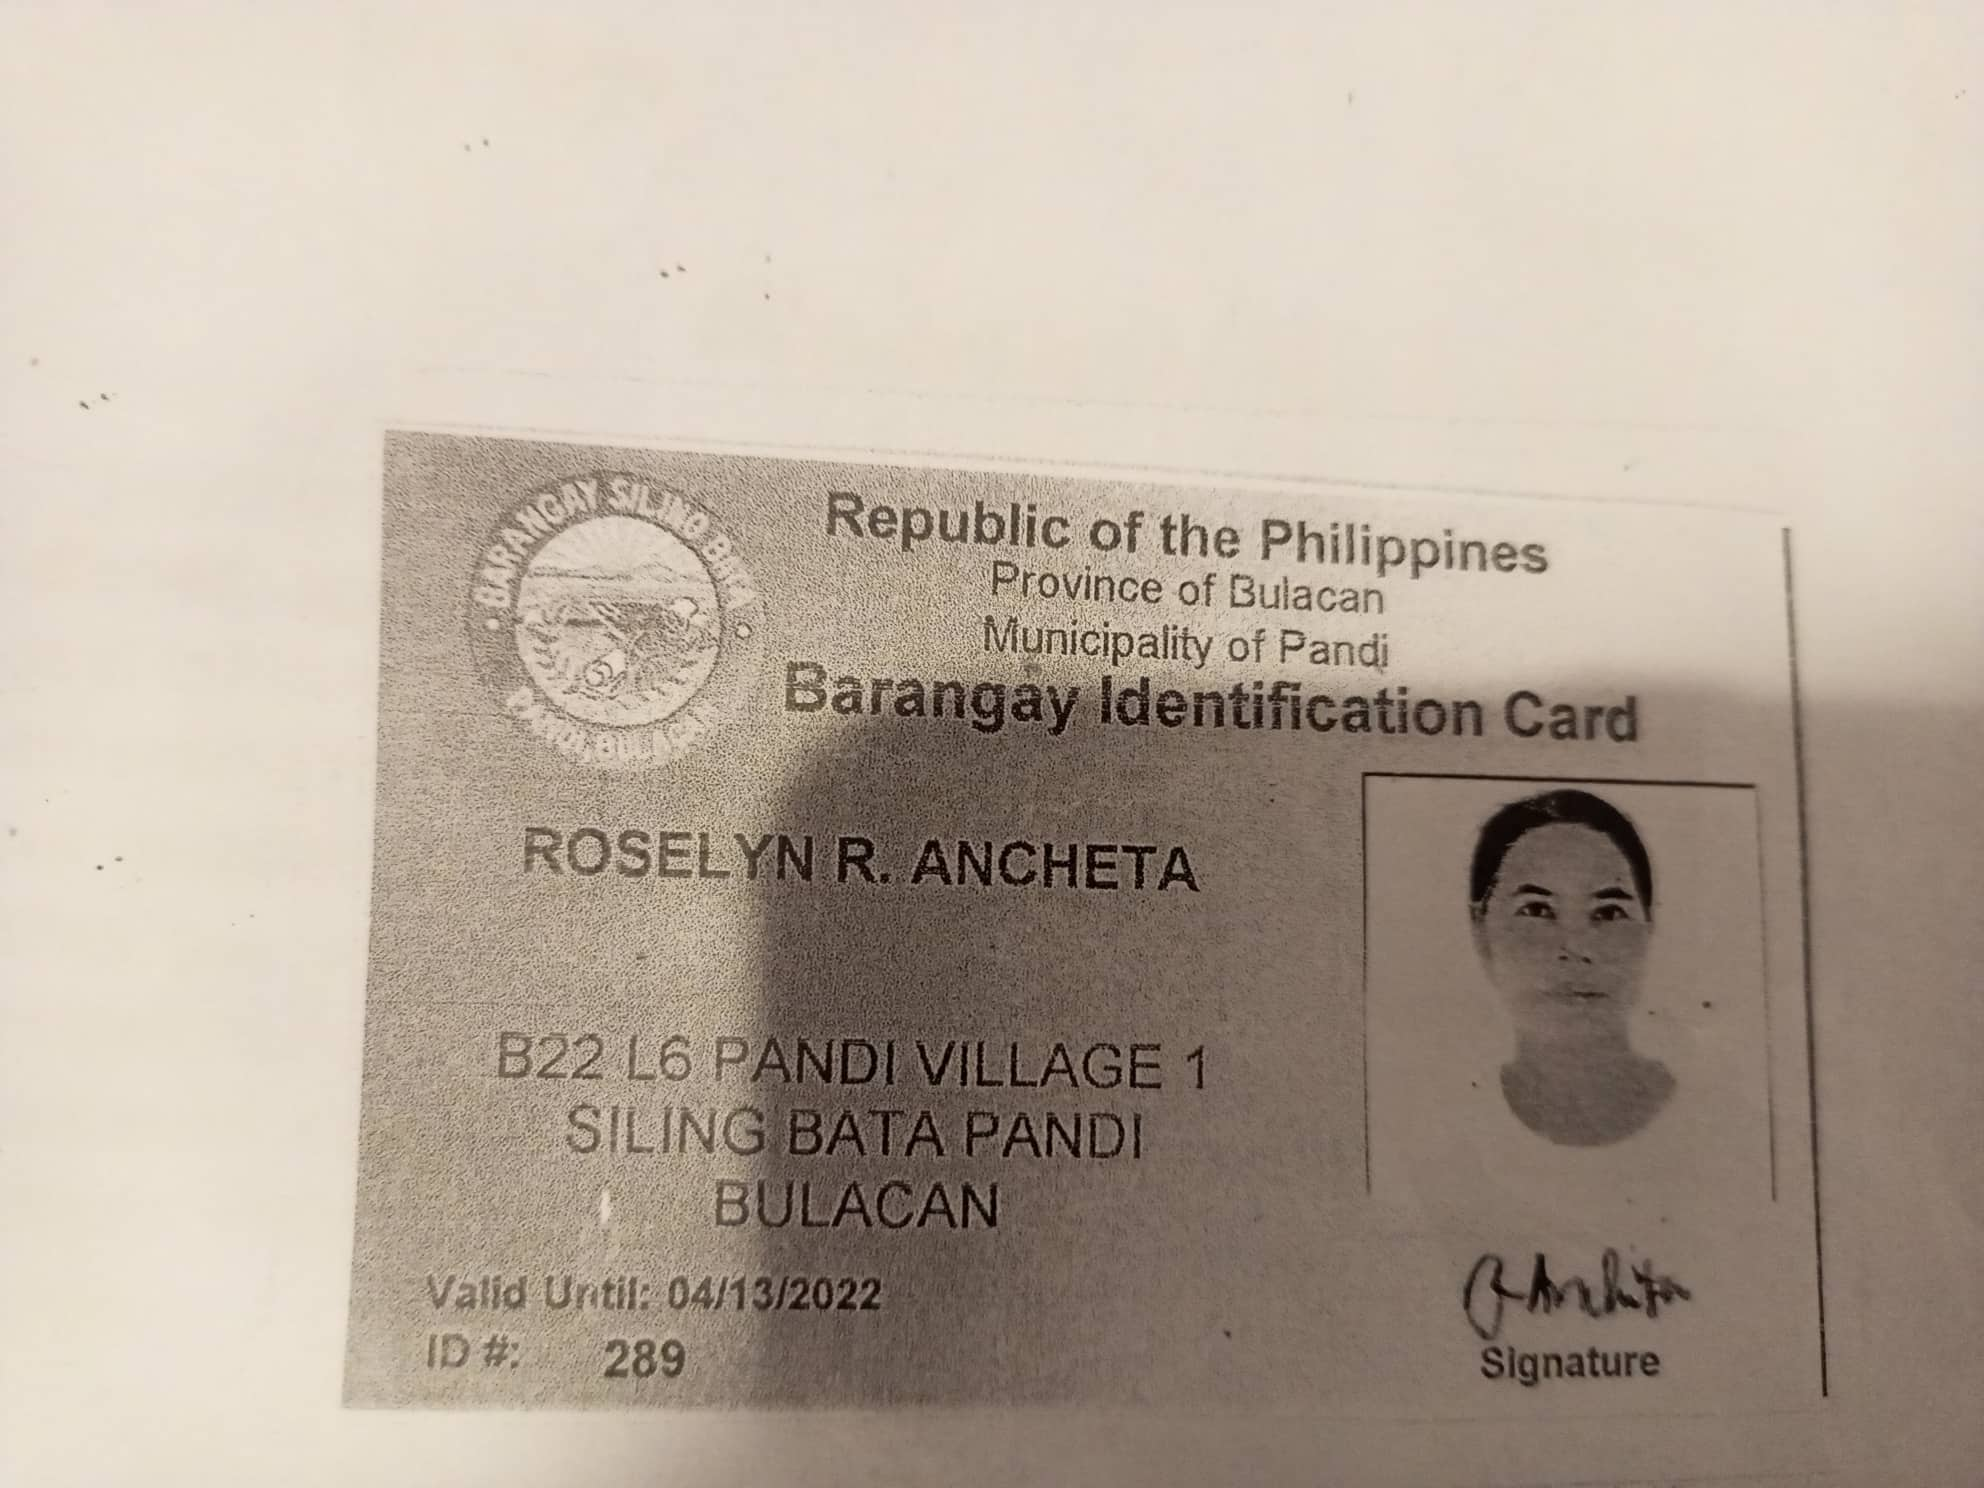 BARANGAY SILING BATA
PANDI, BULACAN
Republic of the Philippines
Province of Bulacan
Municipality of Pandi
Barangay Identification Card
ROSELYN R. ANCHETA
B22 L6 PANDI VILLAGE 1
SILING BATA PANDI
BULACAN
Valid Until: 04/13/2022
ID #: 289
Signature